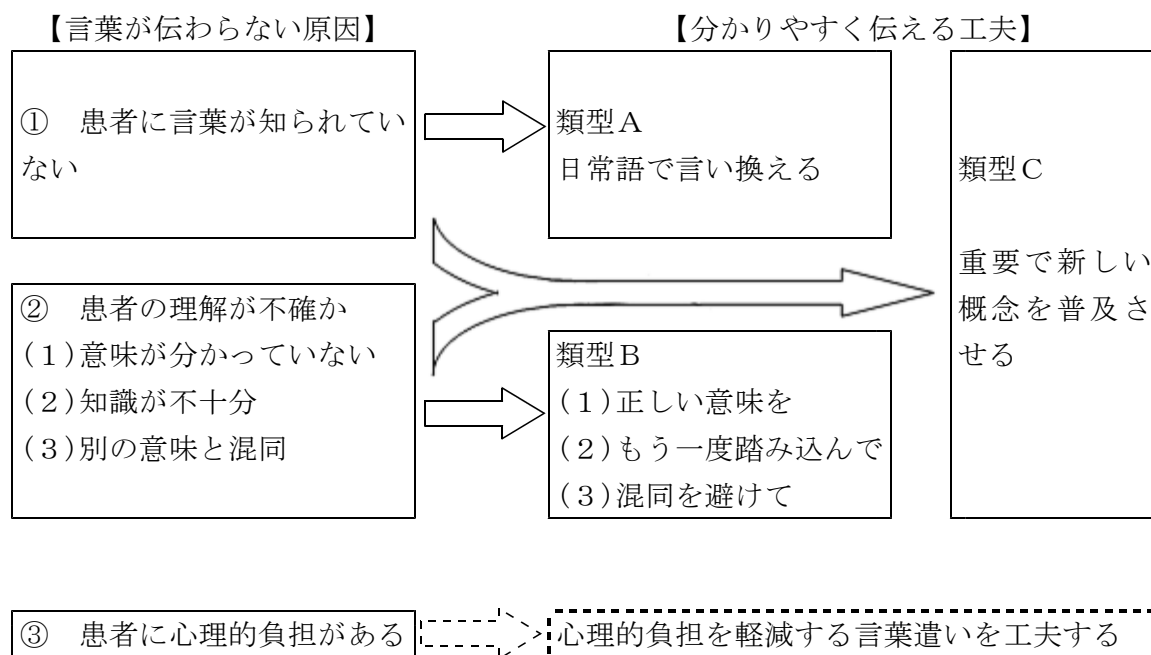 【言葉が伝わらない原因】
【分かりやすく伝える工夫】
① 患者に言葉が知られてい
ない
類型A
日常語で言い換える
類型C
重要で新しい
概念を普及さ
せる
② 患者の理解が不確か
(1)意味が分かっていない
(2)知識が不十分
(3)別の意味と混同
類型B
(1)正しい意味を
(2)もう一度踏み込んで
(3)混同を避けて
③ 患者に心理的負担がある
心理的負担を軽減する言葉遣いを工夫する